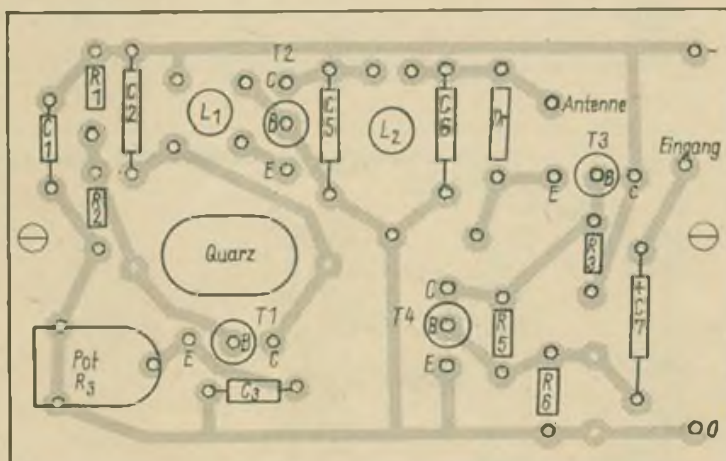 T2
-
R1
C2
C
C1
L1
B
C5
L2
C6
Dr
Antenne
T3
Eingang
E
E
B
C
R2
Quarz
R3
C
+C7
T1
T4
B
R5
Pot
R3
E
B
C
E
C3
R6
0